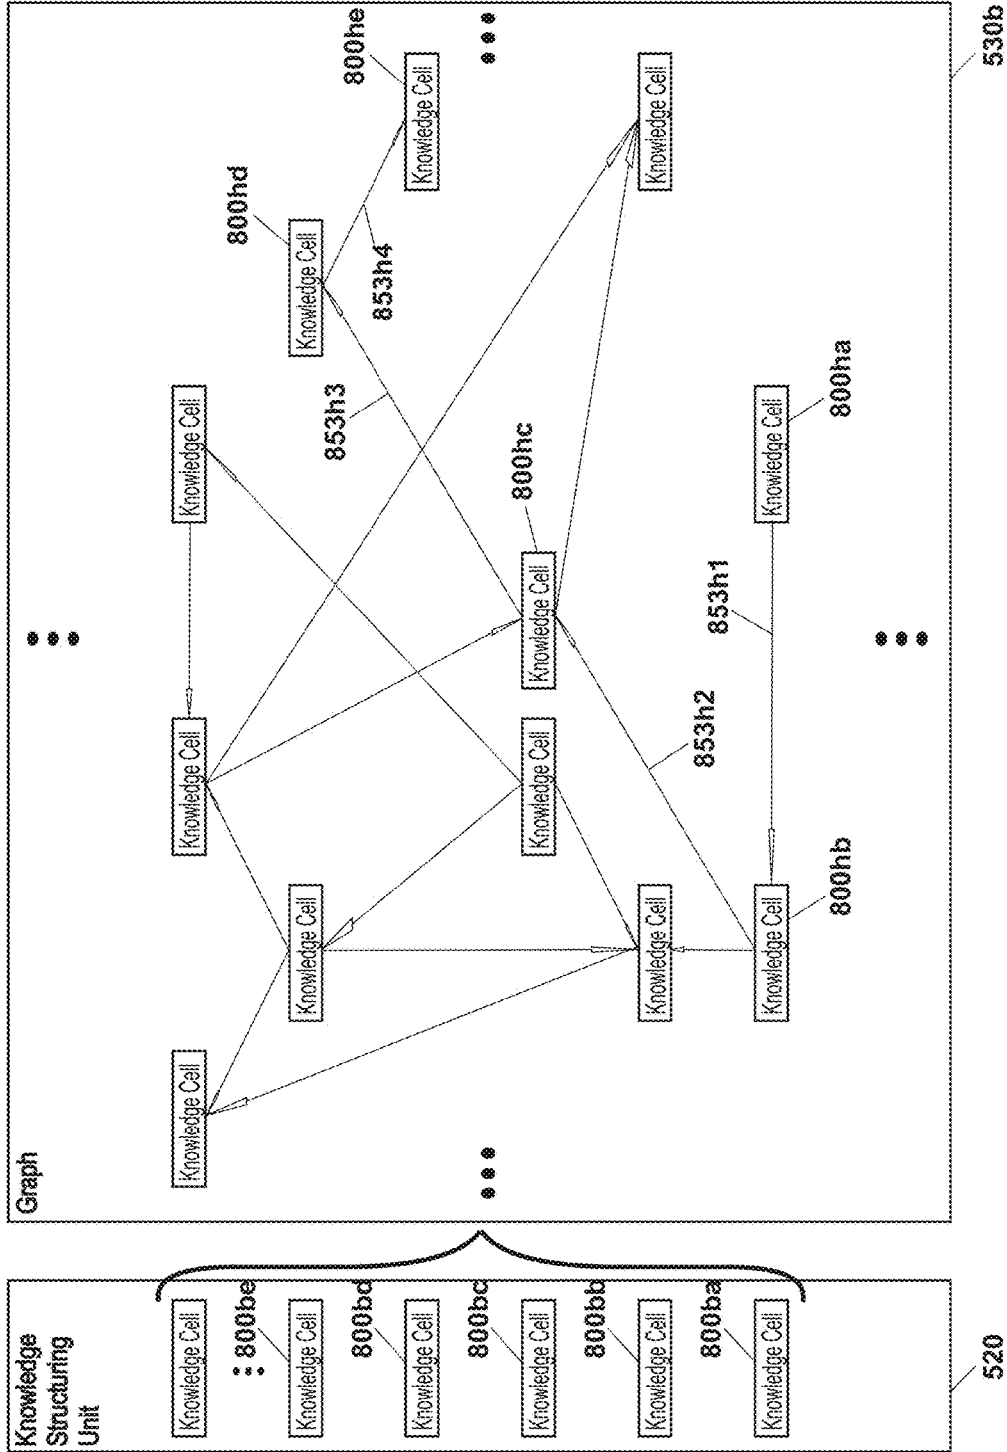 Knowledge
Structuring
Unit
Knowledge Cell
800be
Knowledge Cell
800bd
Knowledge Cell
800bc
Knowledge Cell
800bb
Knowledge Cell
800ba
Knowledge Cell
520
Graph
Knowledge Cell
Knowledge Cell
Knowledge Cell
Knowledge Cell
800hd
Knowledge Cell
800he
Knowledge Cell
853h4
853h3
Knowledge Cell
800hc
Knowledge Cell
Knowledge Cell
Knowledge Cell
853h2
853h1
Knowledge Cell
800hb
Knowledge Cell
800ha
530b